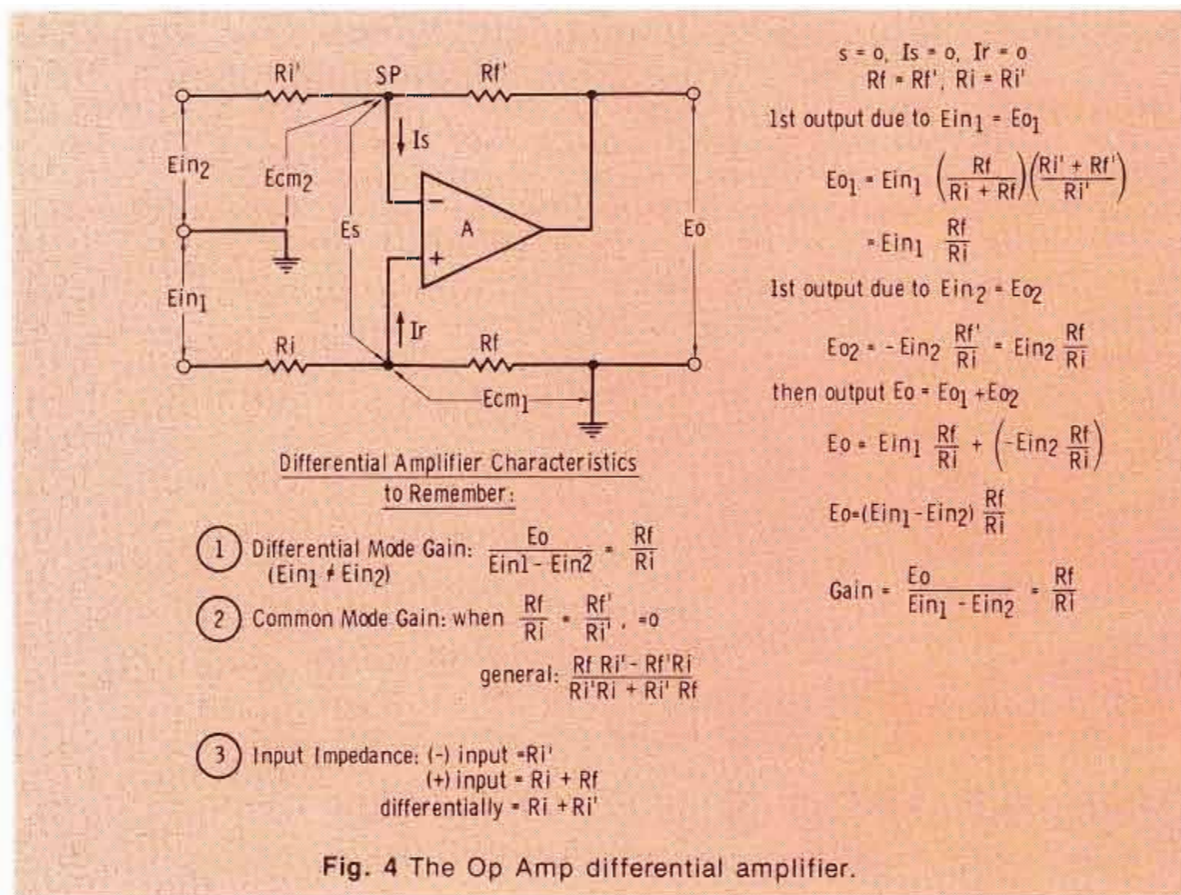 Ri'
SP
Rf'
Is
Ein2
Ecm2
Es
A
−
+
Eo
Ein1
Ir
Ri
Rf
Ecm1
Differential Amplifier Characteristics
to Remember:
1 Differential Mode Gain: Eo / Ein1 - Ein2 = Rf / Ri
(Ein1 ≠ Ein2)
2 Common Mode Gain: when Rf / Ri = Rf' / Ri' , =o
general: Rf Ri' - Rf'Ri / Ri'Ri + Ri' Rf
3 Input Impedance: (-) input =Ri'
(+) input = Ri + Rf
differentially = Ri +Ri'
s = o, Is = o, Ir = o
Rf = Rf', Ri = Ri'
1st output due to Ein1 = Eo1
Eo1 = Ein1 (Rf / Ri + Rf)(Ri' + Rf' / Ri')
= Ein1 Rf / Ri
1st output due to Ein2 = Eo2
Eo2 = -Ein2 Rf' / Ri = Ein2 Rf / Ri
then output Eo = Eo1 +Eo2
Eo = Ein1 Rf / Ri + (-Ein2 Rf / Ri)
Eo=(Ein1 -Ein2) Rf / Ri
Gain = Eo / Ein1 - Ein2 = Rf / Ri
Fig. 4 The Op Amp differential amplifier.